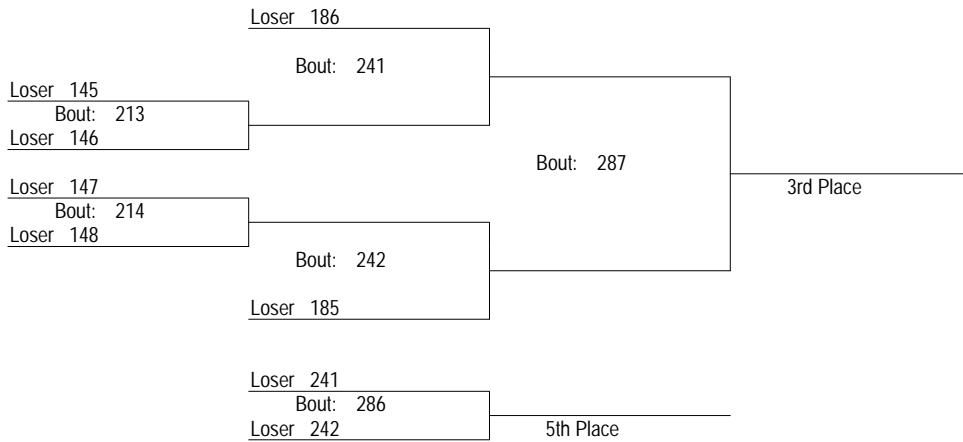 Loser 186
Bout: 241
Loser 145
Bout: 213
Loser 146
Bout: 287
3rd Place
Loser 147
Bout: 214
Loser 148
Bout: 242
Loser 185
Loser 241
Bout: 286
Loser 242
5th Place